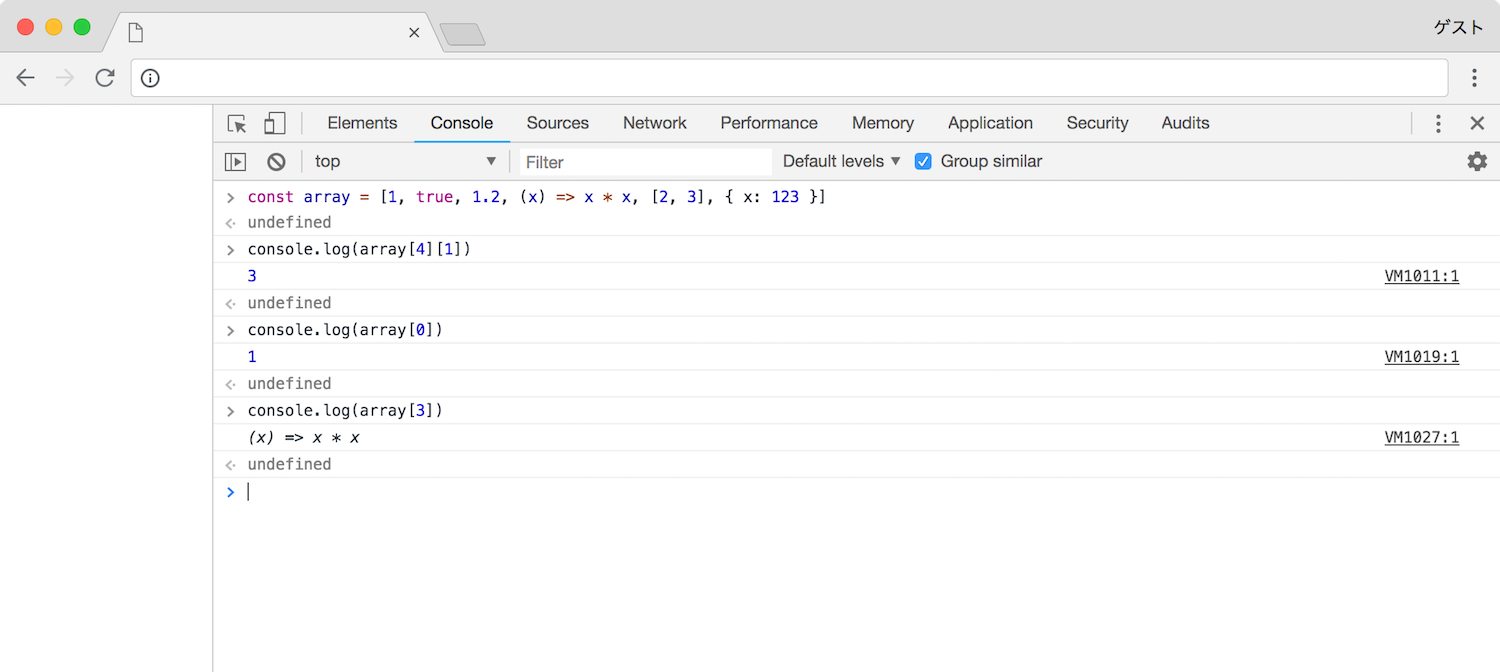 ゲスト
Elements Console Sources Network Performance Memory Application Security Audits
top Filter Default levels Group similar
const array = [1, true, 1.2, (x) => x * x, [2, 3], { x: 123 }]
undefined
console.log(array[4][1])
3 VM1011:1
undefined
console.log(array[0])
1 VM1019:1
undefined
console.log(array[3])
(x) => x * x VM1027:1
undefined